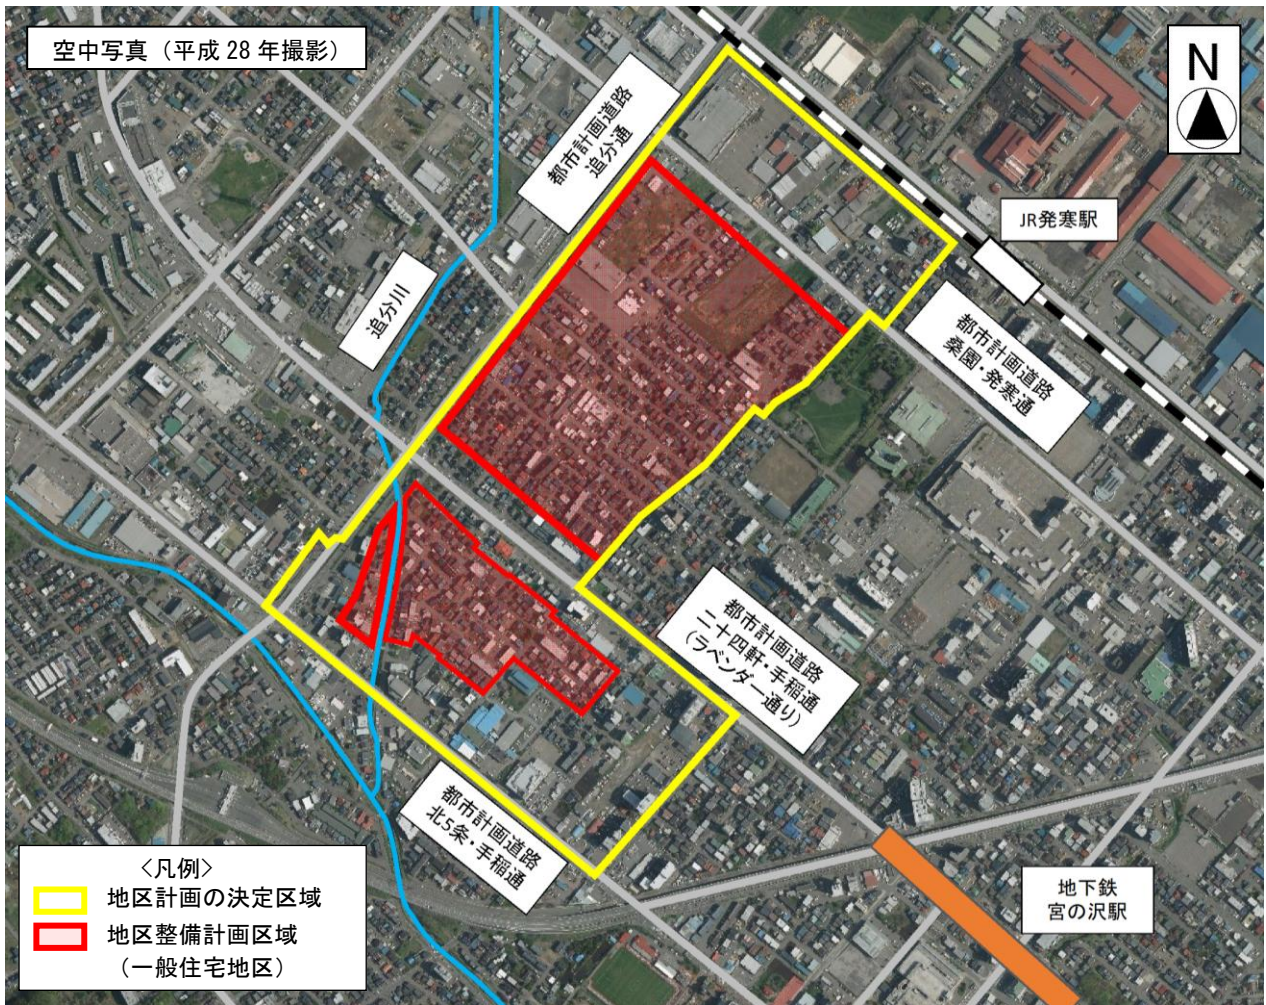 空中写真（平成 28 年撮影）
N
都市計画道路
追分通
JR発寒駅
追分川
都市計画道路
桑園・発寒通
都市計画道路
二十四軒・手稲通
（ラベンダー通り）
都市計画道路
北5条・手稲通
地下鉄
宮の沢駅
<凡例>
地区計画の決定区域
地区整備計画区域
（一般住宅地区）